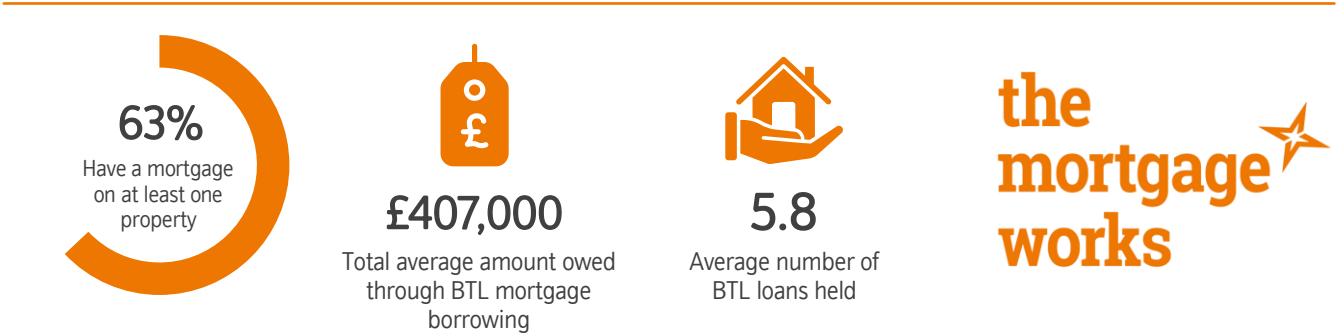 63%
Have a mortgage
on at least one
property
£
£407,000
Total average amount owed
through BTL mortgage
borrowing
5.8
Average number of
BTL loans held
the
mortgage
works